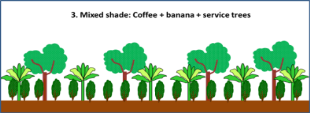 3. Mixed shade: Coffee + banana + service trees